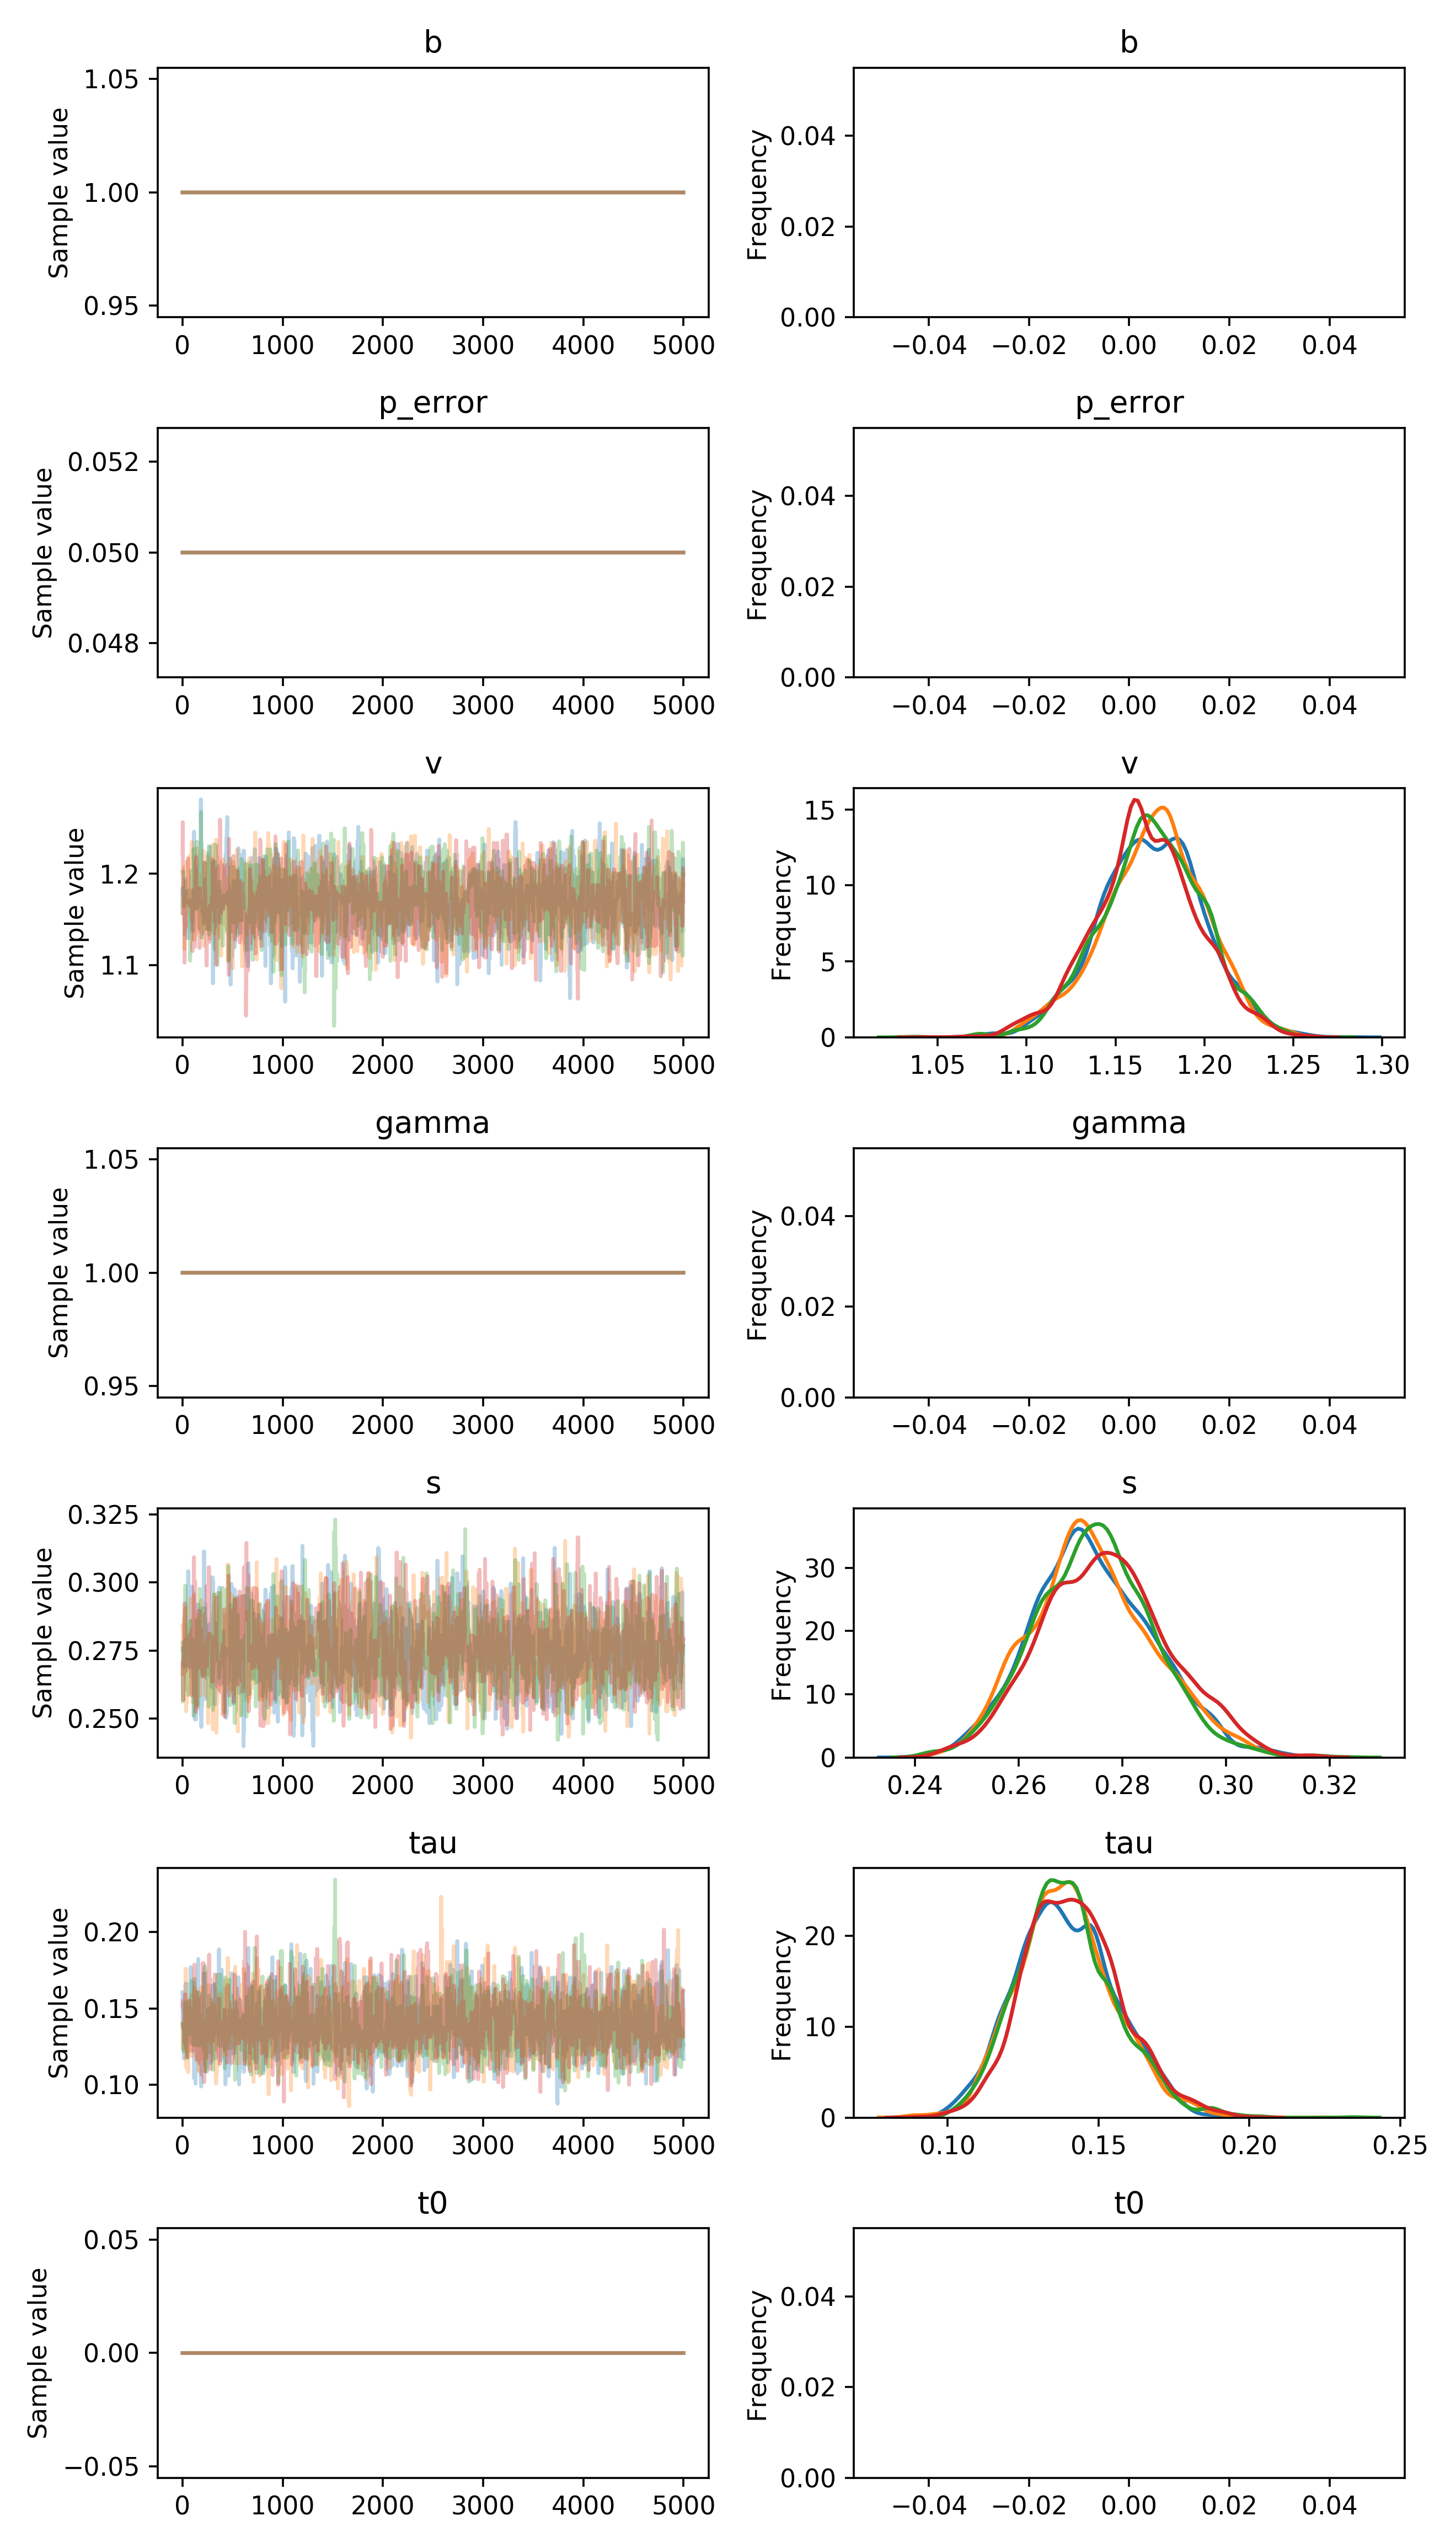 b b
1.05
1.00
0.95
Sample value
0 1000 2000 3000 4000 5000
0.04
0.02
0.00
Frequency
−0.04 −0.02 0.00 0.02 0.04
p_error p_error
0.052
0.050
0.048
Sample value
0 1000 2000 3000 4000 5000
0.04
0.02
0.00
Frequency
−0.04 −0.02 0.00 0.02 0.04
v v
1.2
1.1
Sample value
0 1000 2000 3000 4000 5000
15
10
5
0
Frequency
1.05 1.10 1.15 1.20 1.25 1.30
gamma gamma
1.05
1.00
0.95
Sample value
0 1000 2000 3000 4000 5000
0.04
0.02
0.00
Frequency
−0.04 −0.02 0.00 0.02 0.04
s s
0.325
0.300
0.275
0.250
Sample value
0 1000 2000 3000 4000 5000
30
20
10
0
Frequency
0.24 0.26 0.28 0.30 0.32
tau tau
0.20
0.15
0.10
Sample value
0 1000 2000 3000 4000 5000
20
10
0
Frequency
0.10 0.15 0.20 0.25
t0 t0
0.05
0.00
−0.05
Sample value
0 1000 2000 3000 4000 5000
0.04
0.02
0.00
Frequency
−0.04 −0.02 0.00 0.02 0.04